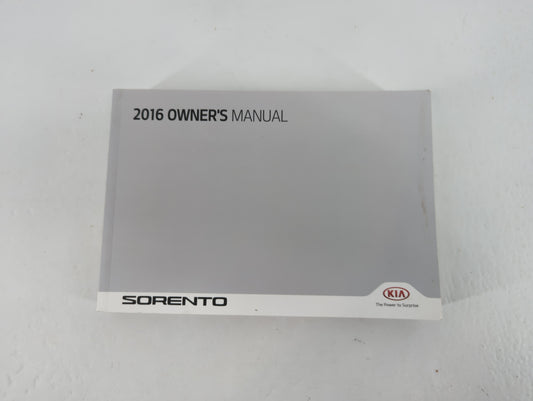 2016 OWNER'S MANUAL
SORENTO
KIA
The Power to Surprise